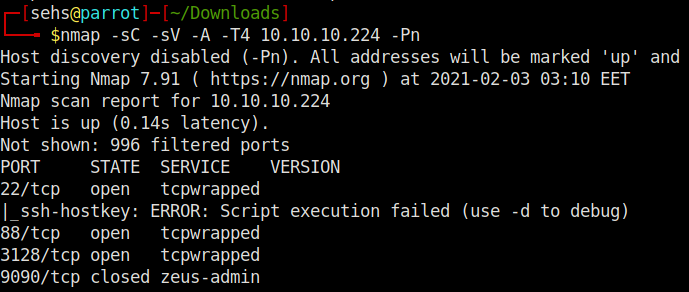 [sehs@parrot]-[~/Downloads]
$nmap -sC -sV -A -T4 10.10.10.224 -Pn
Host discovery disabled (-Pn). All addresses will be marked 'up' and
Starting Nmap 7.91 ( https://nmap.org ) at 2021-02-03 03:10 EET
Nmap scan report for 10.10.10.224
Host is up (0.14s latency).
Not shown: 996 filtered ports
PORT     STATE  SERVICE    VERSION
22/tcp   open   tcpwrapped
|_ssh-hostkey: ERROR: Script execution failed (use -d to debug)
88/tcp   open   tcpwrapped
3128/tcp open   tcpwrapped
9090/tcp closed zeus-admin